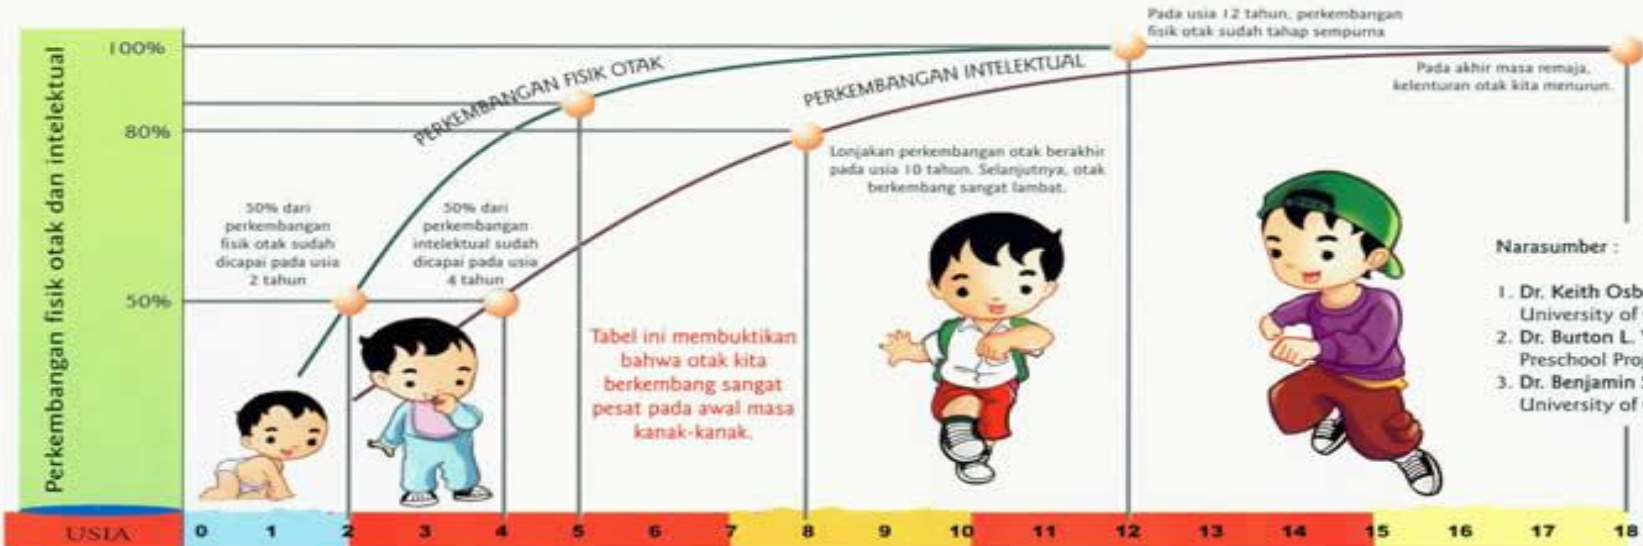 Perkembangan fisik otak dan intelektual
100%
80%
50%
PERKEMBANGAN FISIK OTAK
PERKEMBANGAN INTELEKTUAL
Pada usia 12 tahun, perkembangan
fisik otak sudah tahap sempurna
Pada akhir masa remaja,
kelenturan otak kita menurun.
Lonjakan perkembangan otak berakhir
pada usia 10 tahun. Selanjutnya, otak
berkembang sangat lambat.
50% dari
perkembangan
fisik otak sudah
dicapai pada usia
2 tahun
50% dari
perkembangan
intelektual sudah
dicapai pada usia
4 tahun
Tabel ini membuktikan
bahwa otak kita
berkembang sangat
pesat pada awal masa
kanak-kanak.
Narasumber :
1. Dr. Keith
University of
2. Dr. Burton L.
Preschool
3. Dr. Benjamin
University of
USIA 0 1 2 3 4 5 6 7 8 9 10 11 12 13 14 15 16 17 18